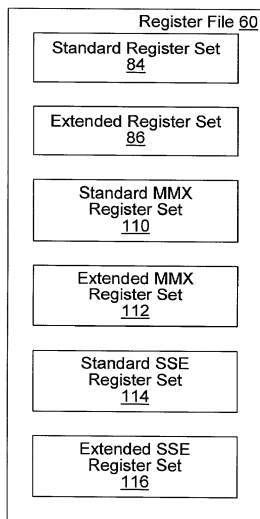 Register File 60
Standard Register Set
84
Extended Register Set
86
Standard MMX
Register Set
110
Extended MMX
Register Set
112
Standard SSE
Register Set
114
Extended SSE
Register Set
116